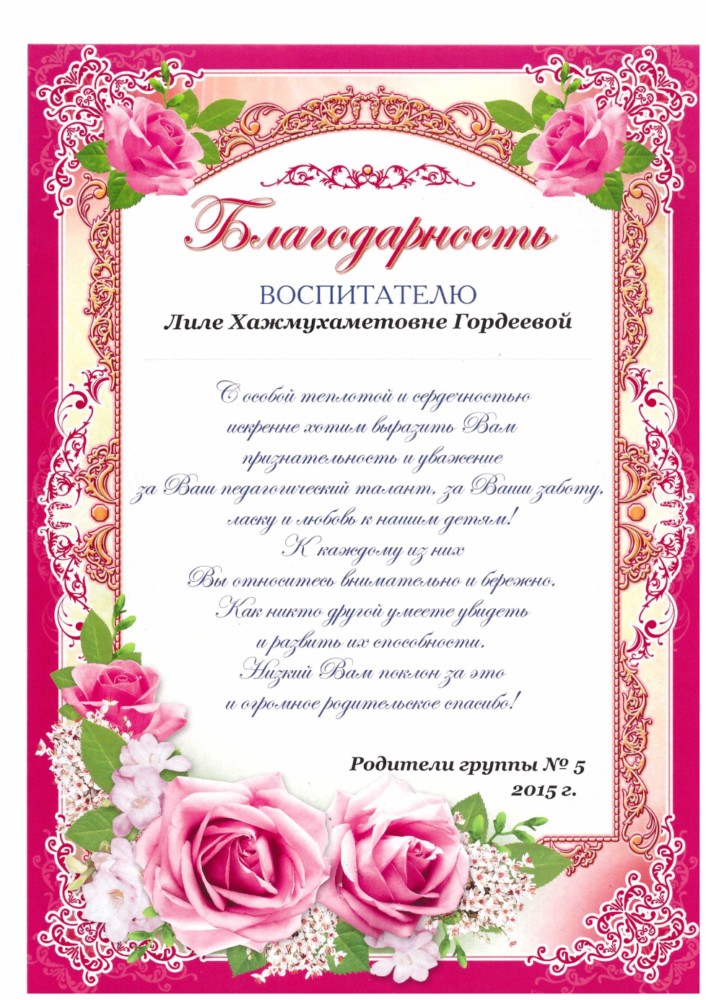 Благодарность
ВОСПИТАТЕЛЮ
Лиле Хажмухаметовне Гордеевой
С особой теплотой и сердечностью
искренне хотим выразить Вам
признательность и уважение
за Ваш педагогический талант, за Ваши заботу,
ласку и любовь к нашим детям!
К каждому из них
Вы относитесь внимательно и бережно.
Как никто другой умеете увидеть
и развить их способности.
Низкий Вам поклон за это
и огромное родительское спасибо!
Родители группы № 5
2015 г.